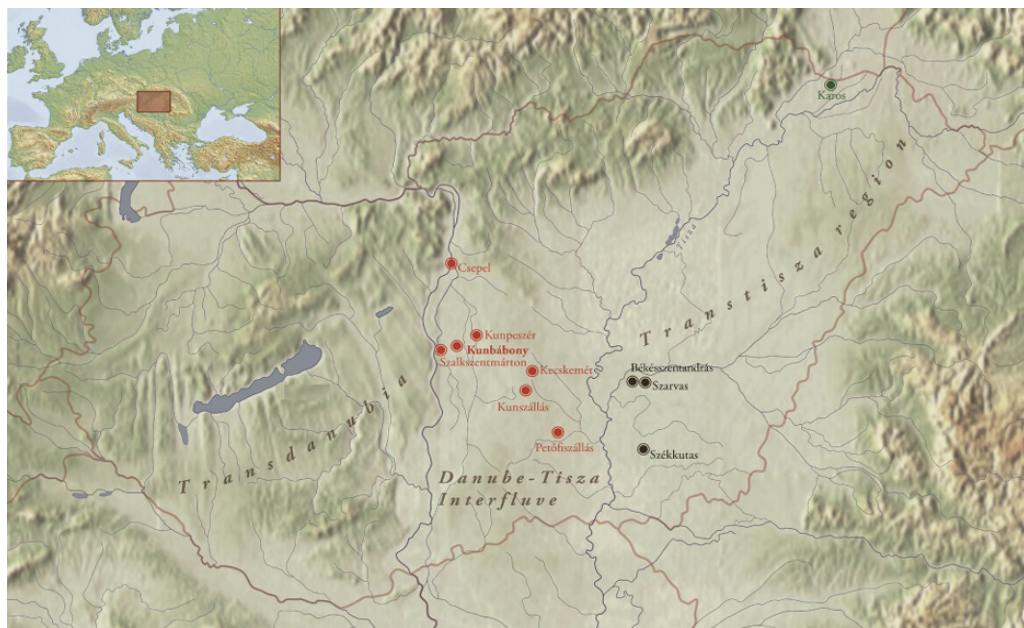 Karos
Tisza
Transtisza region
Csepel
Kunpeszér
Kunbábony
Szalkszentmárton
Kecskemét
Békésszentandrás
Szarvas
Kunszállás
Petőfiszállás
Székkutas
Transdanubia
Danube-Tisza
Interfluve